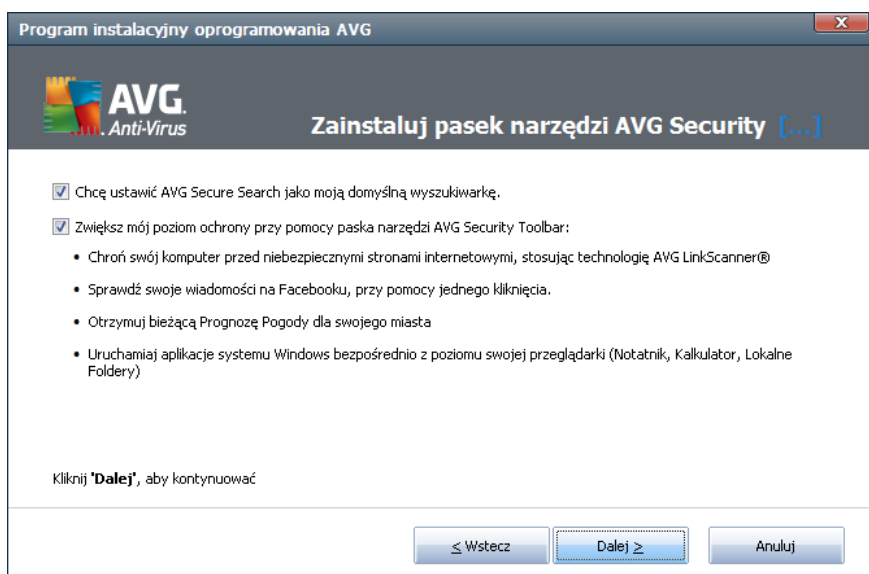 Program instalacyjny oprogramowania AVG
X
AVG.
Anti-Virus
Zainstaluj pasek narzędzi AVG Security [...]
Chcę ustawić AVG Secure Search jako moją domyślną wyszukiwarkę.
Zwiększ mój poziom ochrony przy pomocy paska narzędzi AVG Security Toolbar:
• Chroń swój komputer przed niebezpiecznymi stronami internetowymi, stosując technologię AVG LinkScanner®
• Sprawdź swoje wiadomości na Facebooku, przy pomocy jednego kliknięcia.
• Otrzymuj bieżącą Prognozę Pogody dla swojego miasta
• Uruchamiaj aplikacje systemu Windows bezpośrednio z poziomu swojej przeglądarki (Notatnik, Kalkulator, Lokalne
Foldery)
Kliknij 'Dalej', aby kontynuować
< Wstecz
Dalej >
Anuluj